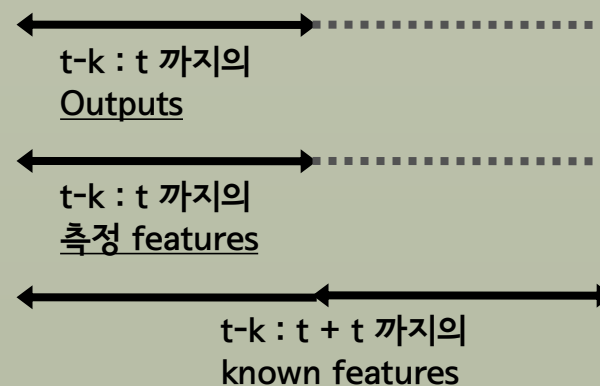 t-k : t 까지의
Outputs
t-k : t 까지의
측정 features
t-k : t + t 까지의
known features